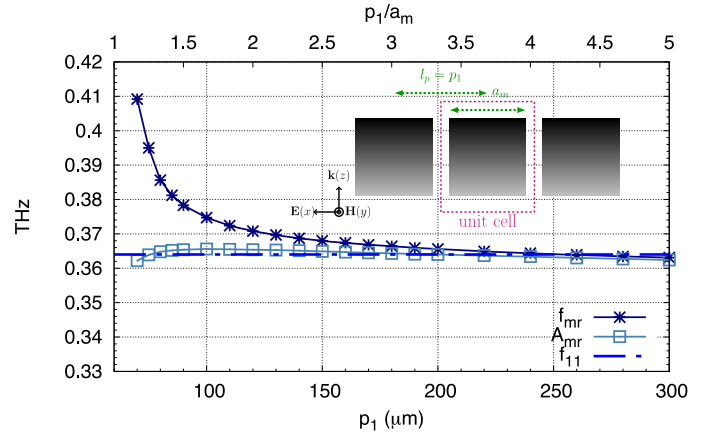 p1/am
1 1.5 2 2.5 3 3.5 4 4.5 5
0.42
0.41
0.4
0.39
0.38
0.37
0.36
0.35
0.34
0.33
THz
lp = p1
am
k(z)
E(x) H(y)
unit cell
fmr
Amr
f11
100 150 200 250 300
p1 (μm)